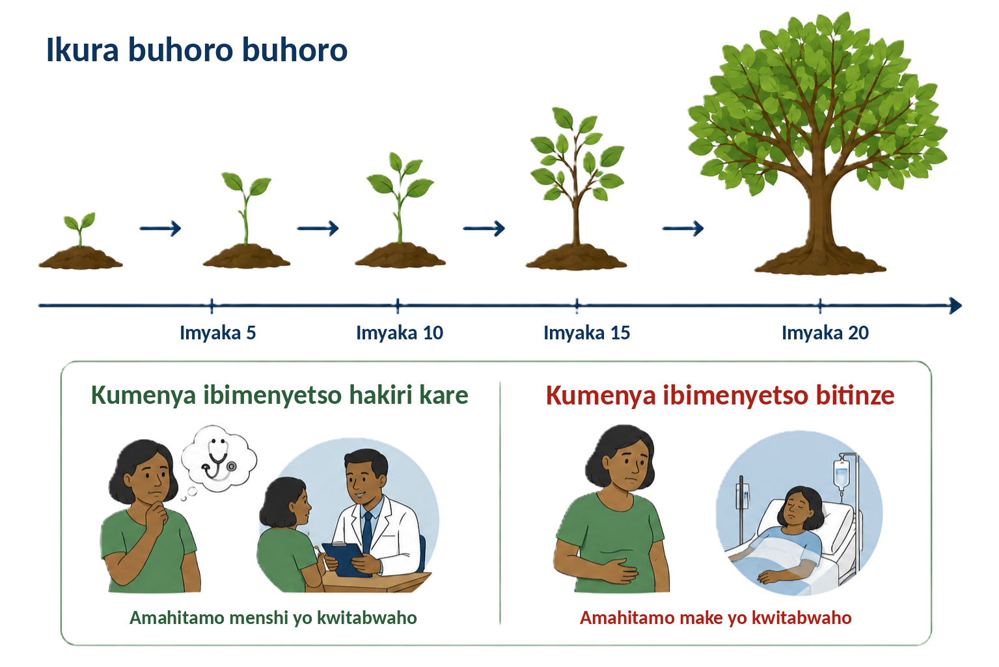 Ikura buhoro buhoro
Imyaka 5
Imyaka 10
Imyaka 15
Imyaka 20
Kumenya ibimenyetso hakiri kare
Amahitamo menshi yo kwitabwaho
Kumenya ibimenyetso bitinze
Amahitamo make yo kwitabwaho